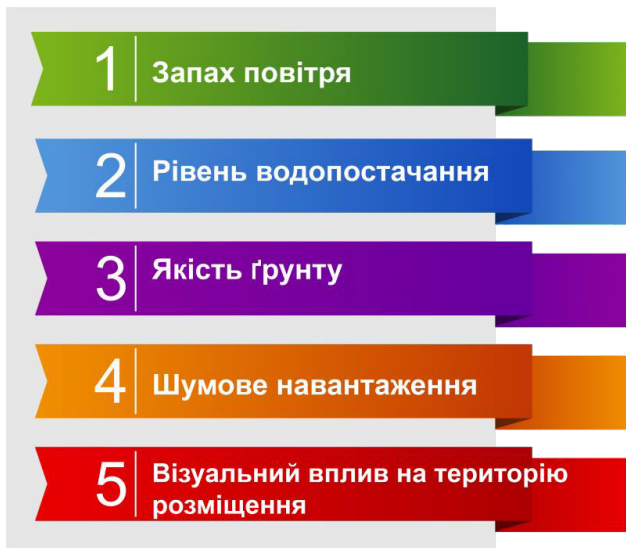 1 Запах повітря
2 Рівень водопостачання
3 Якість ґрунту
4 Шумове навантаження
5 Візуальний вплив на територію
розміщення